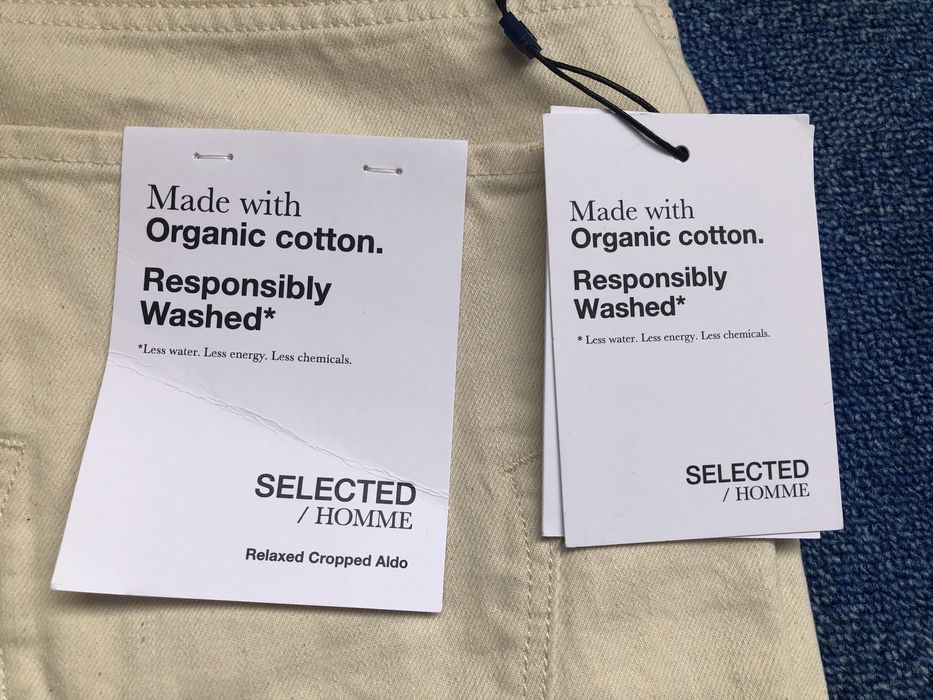 Made with
Organic cotton.
Responsibly
Washed*
*Less water. Less energy. Less chemicals.
SELECTED
/ HOMME
Relaxed Cropped Aldo
Made with
Organic cotton.
Responsibly
Washed*
* Less water. Less energy. Less chemicals.
SELECTED
/ HOMME